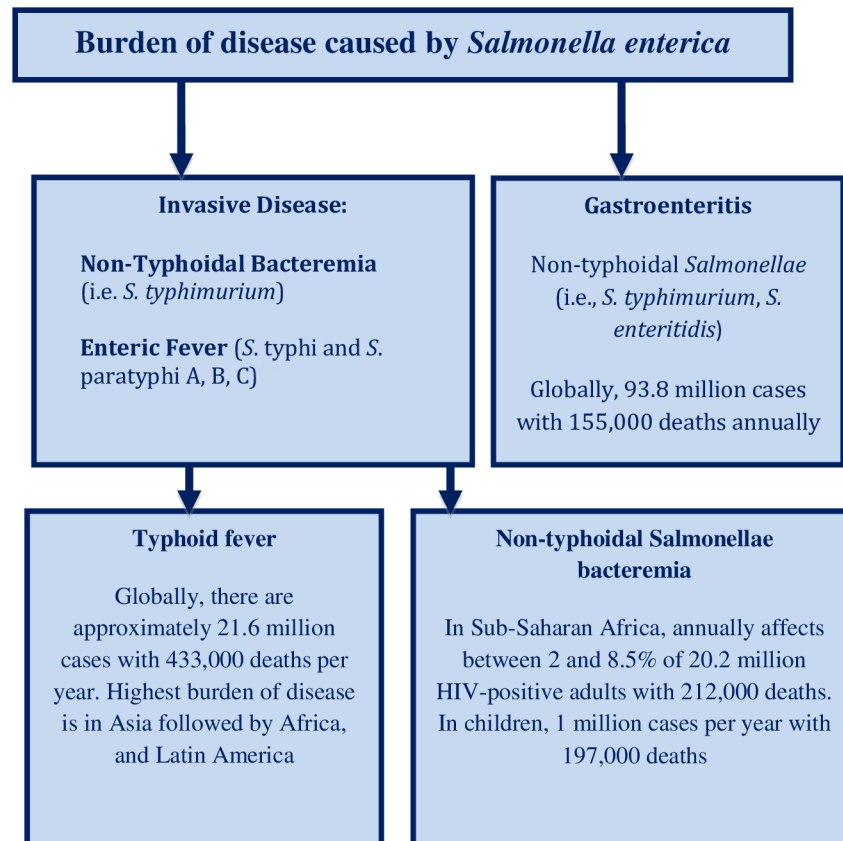 Burden of disease caused by Salmonella enterica
Invasive Disease:
Non-Typhoidal Bacteremia
(i.e. S. typhimurium)
Enteric Fever (S. typhi and S.
paratyphi A, B, C)
Gastroenteritis
Non-typhoidal Salmonellae
(i.e., S. typhimurium, S.
enteritidis)
Globally, 93.8 million cases
with 155,000 deaths annually
Typhoid fever
Globally, there are
approximately 21.6 million
cases with 433,000 deaths per
year. Highest burden of disease
is in Asia followed by Africa,
and Latin America
Non-typhoidal Salmonellae
bacteremia
In Sub-Saharan Africa, annually affects
between 2 and 8.5% of 20.2 million
HIV-positive adults with 212,000 deaths.
In children, 1 million cases per year with
197,000 deaths